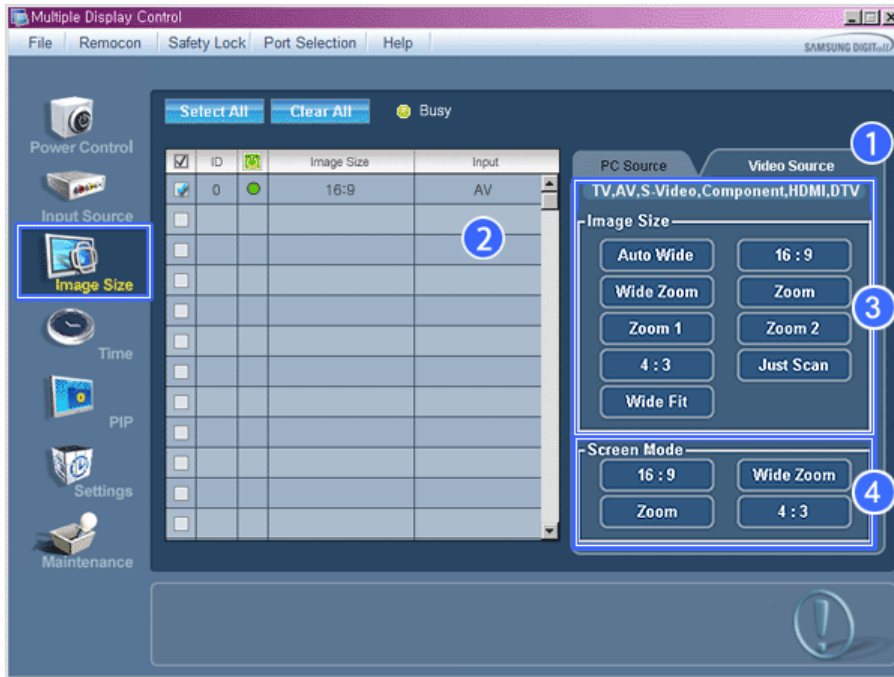 Multiple Display Control
File Remocon Safety Lock Port Selection Help
SAMSUNG DIGITall
Select All Clear All Busy
Power Control
Input Source
Image Size
Time
PIP
Settings
Maintenance
ID Image Size Input
0 16:9 AV
2
PC Source Video Source
1
TV,AV,S-Video,Component,HDMI,DTV
Image Size
Auto Wide 16 : 9
Wide Zoom Zoom
3
Zoom 1 Zoom 2
4 : 3 Just Scan
Wide Fit
Screen Mode
16 : 9 Wide Zoom
4
Zoom 4 : 3